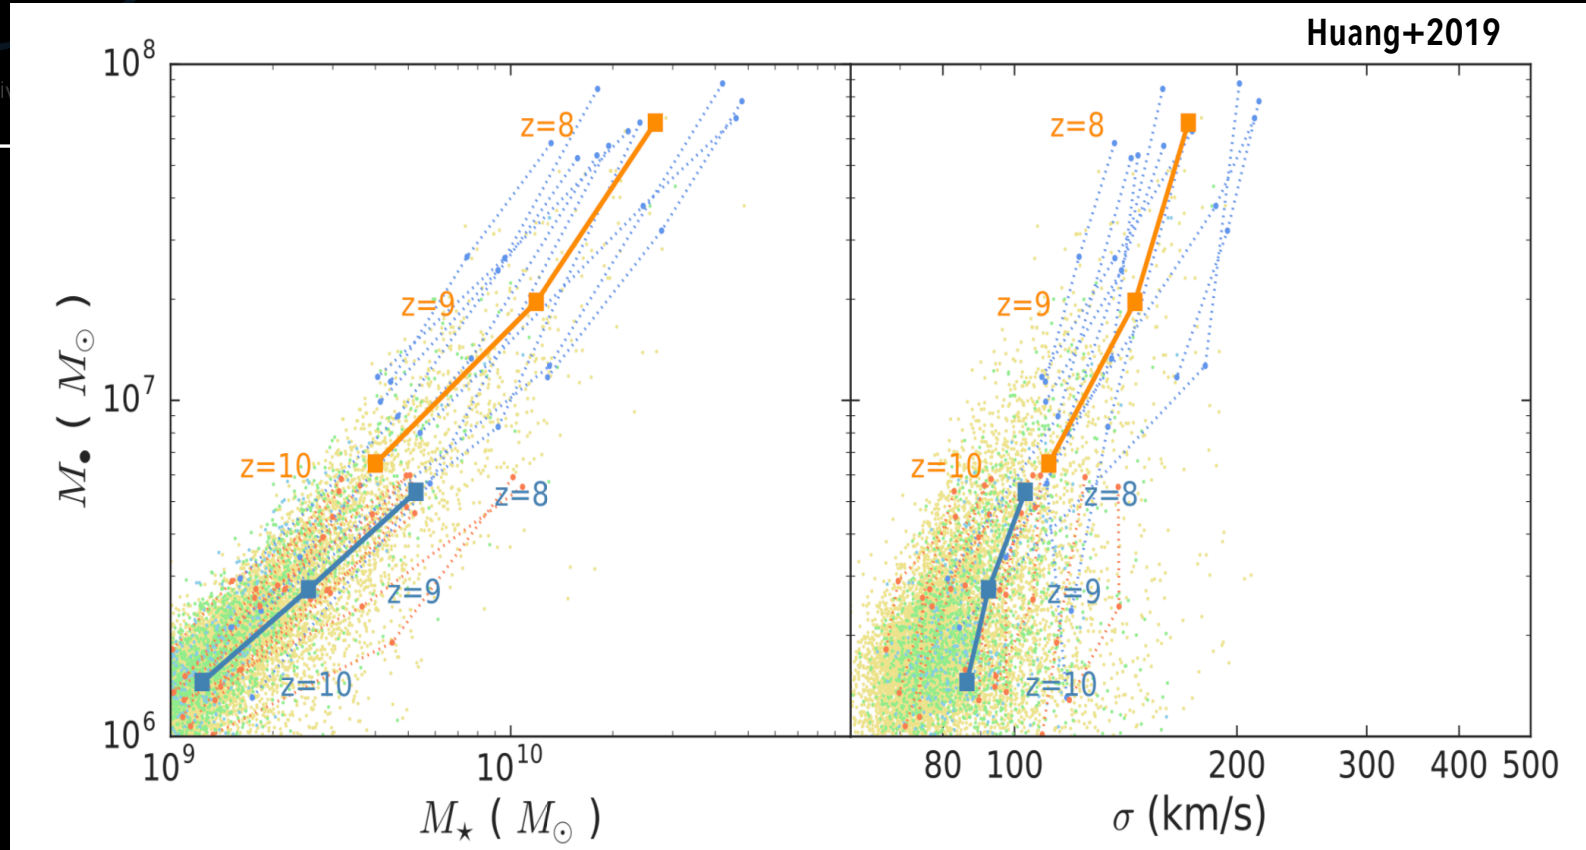 Huang+2019
10^8
10^7
10^6
M• ( M☉ )
z=8
z=9
z=10
z=8
z=9
z=10
z=8
z=9
z=10
z=8
z=9
z=10
10^9
10^10
80
100
200
300
400
500
M★ ( M☉ )
σ (km/s)